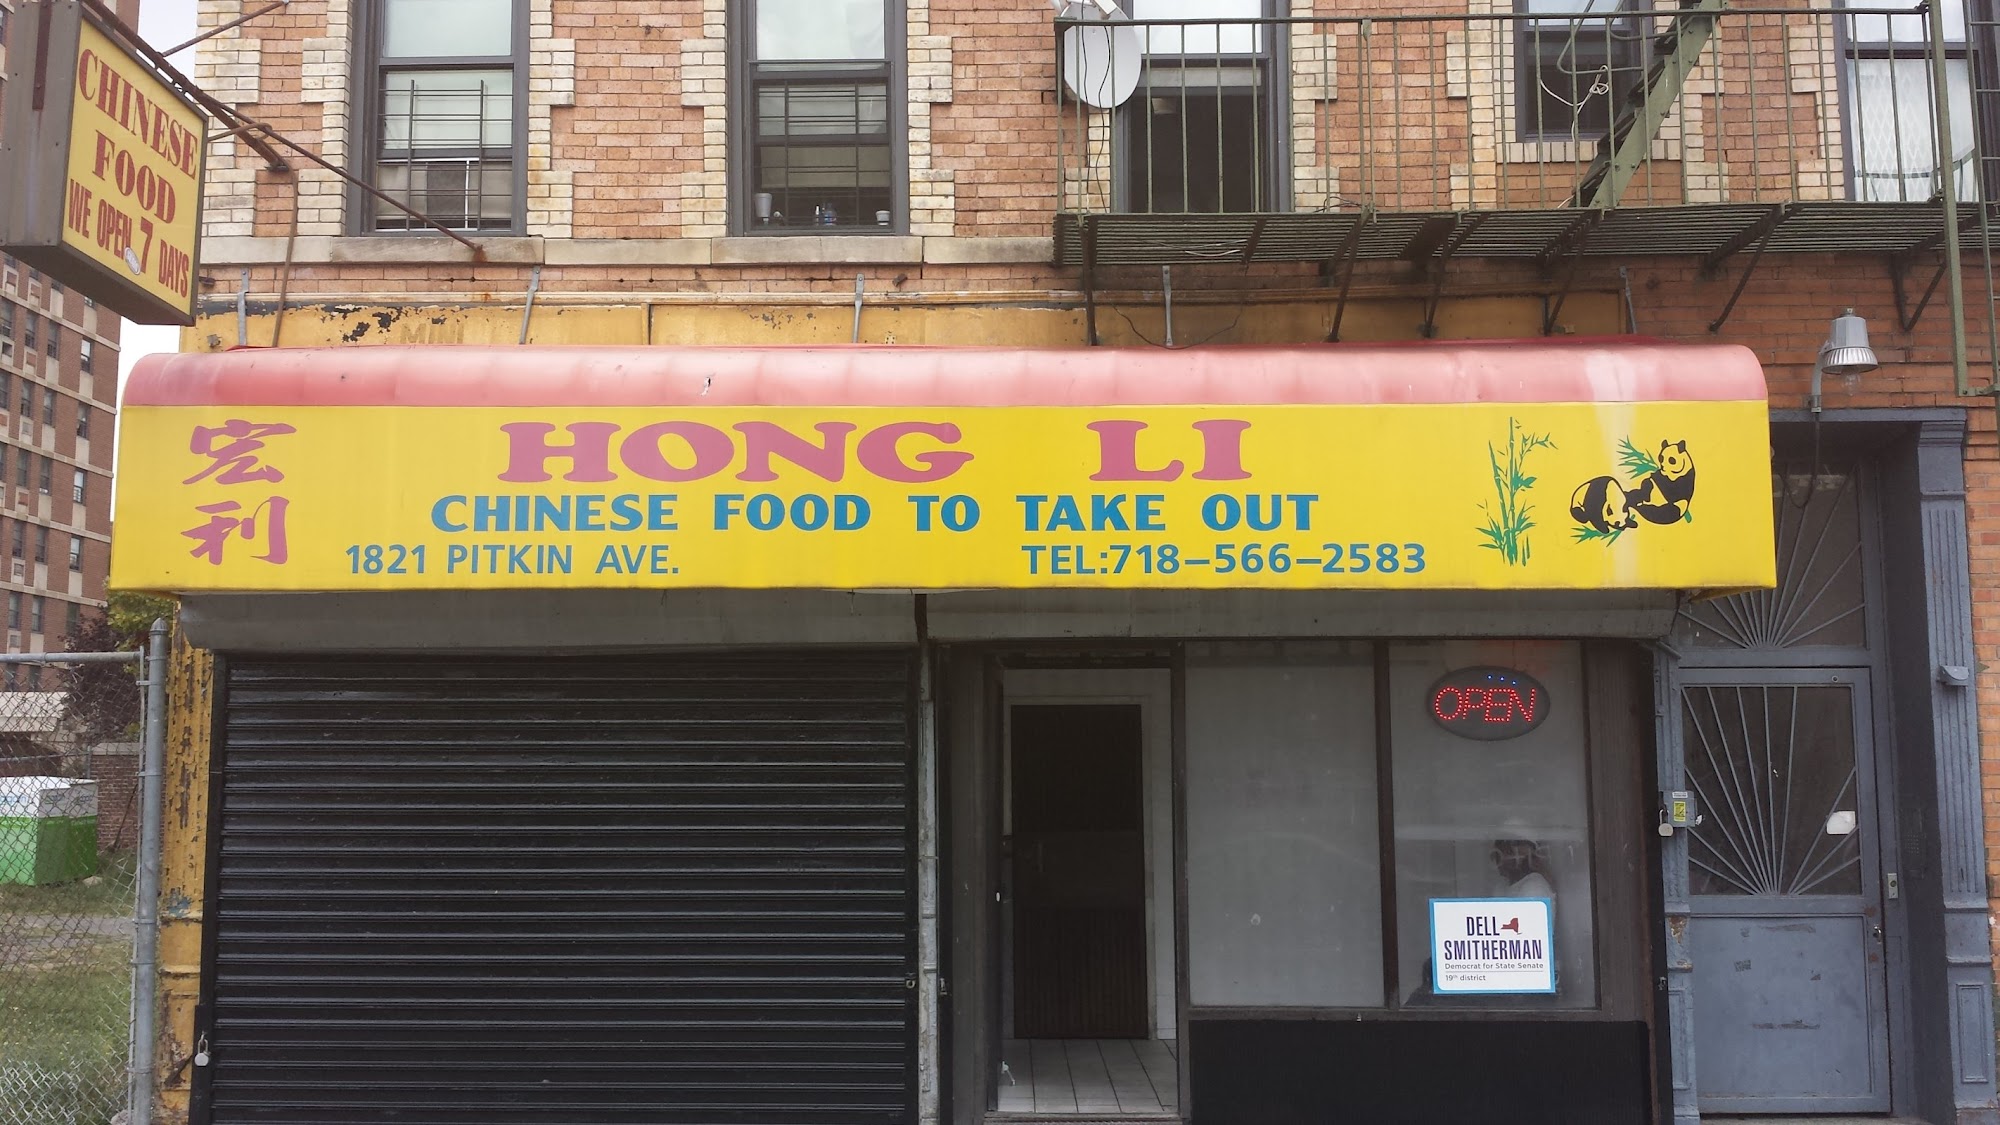 CHINESE
FOOD
WE OPEN 7 DAYS
MINI
宏利
HONG LI
CHINESE FOOD TO TAKE OUT
1821 PITKIN AVE. TEL:718-566-2583
OPEN
DELL
SMITHERMAN
Democrat for State Senate
19th district